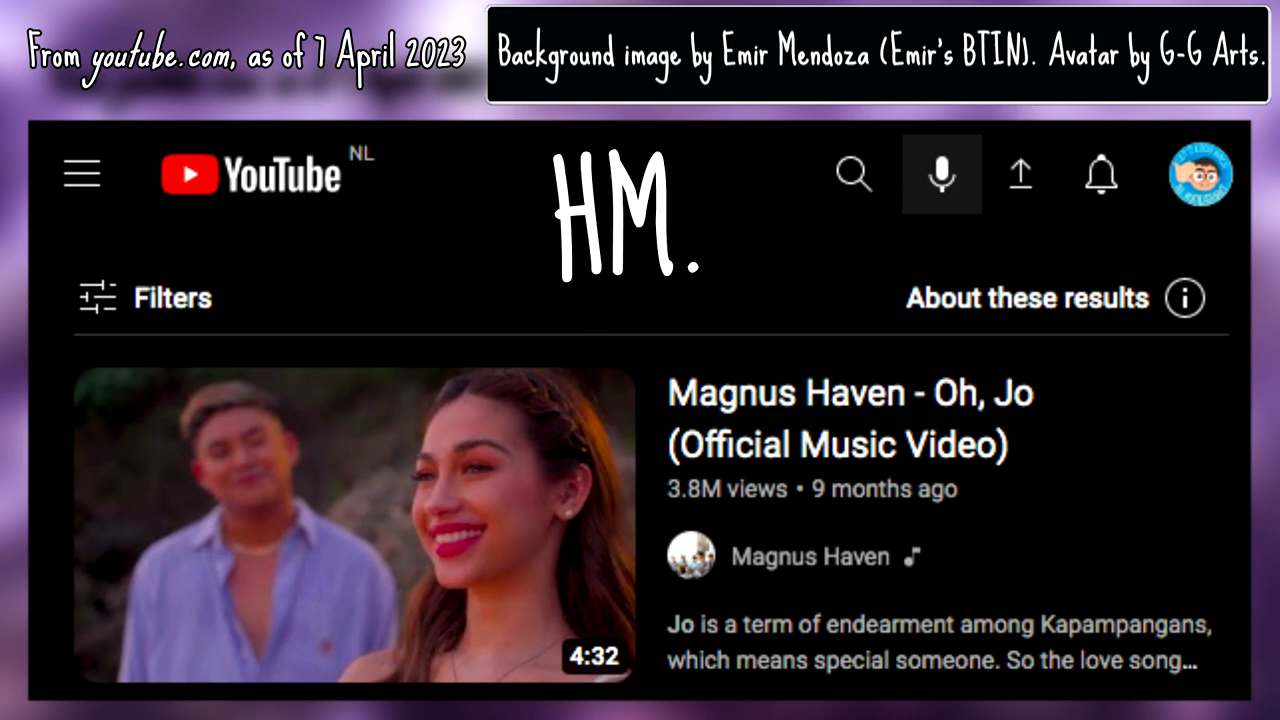 From youtube.com, as of 7 April 2023
Background image by Emir Mendoza (Emir's BTIN). Avatar by G-G Arts.
YouTube NL
HM.
Filters
About these results
Magnus Haven - Oh, Jo
(Official Music Video)
3.8M views • 9 months ago
Magnus Haven
Jo is a term of endearment among Kapampangans,
which means special someone. So the love song...
4:32